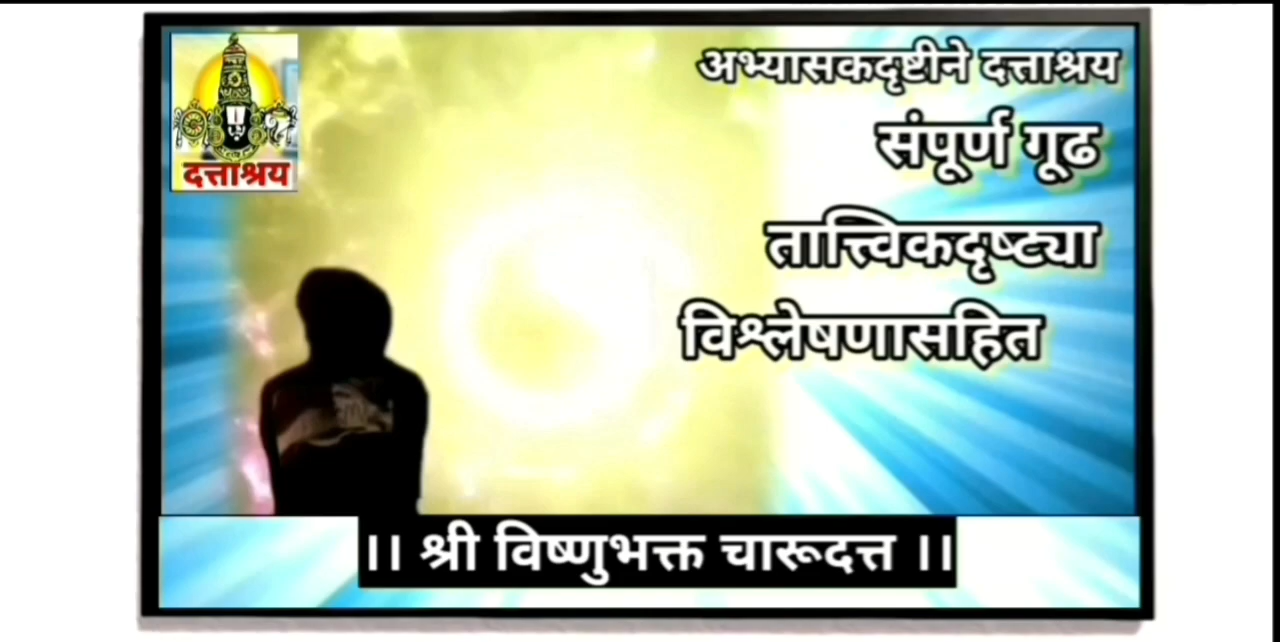 दत्ताश्रय
अभ्यासकदृष्टीने दत्ताश्रय
संपूर्ण गूढ
तात्त्विकदृष्ट्या
विश्लेषणासहित
।। श्री विष्णुभक्त चारूदत्त ।।